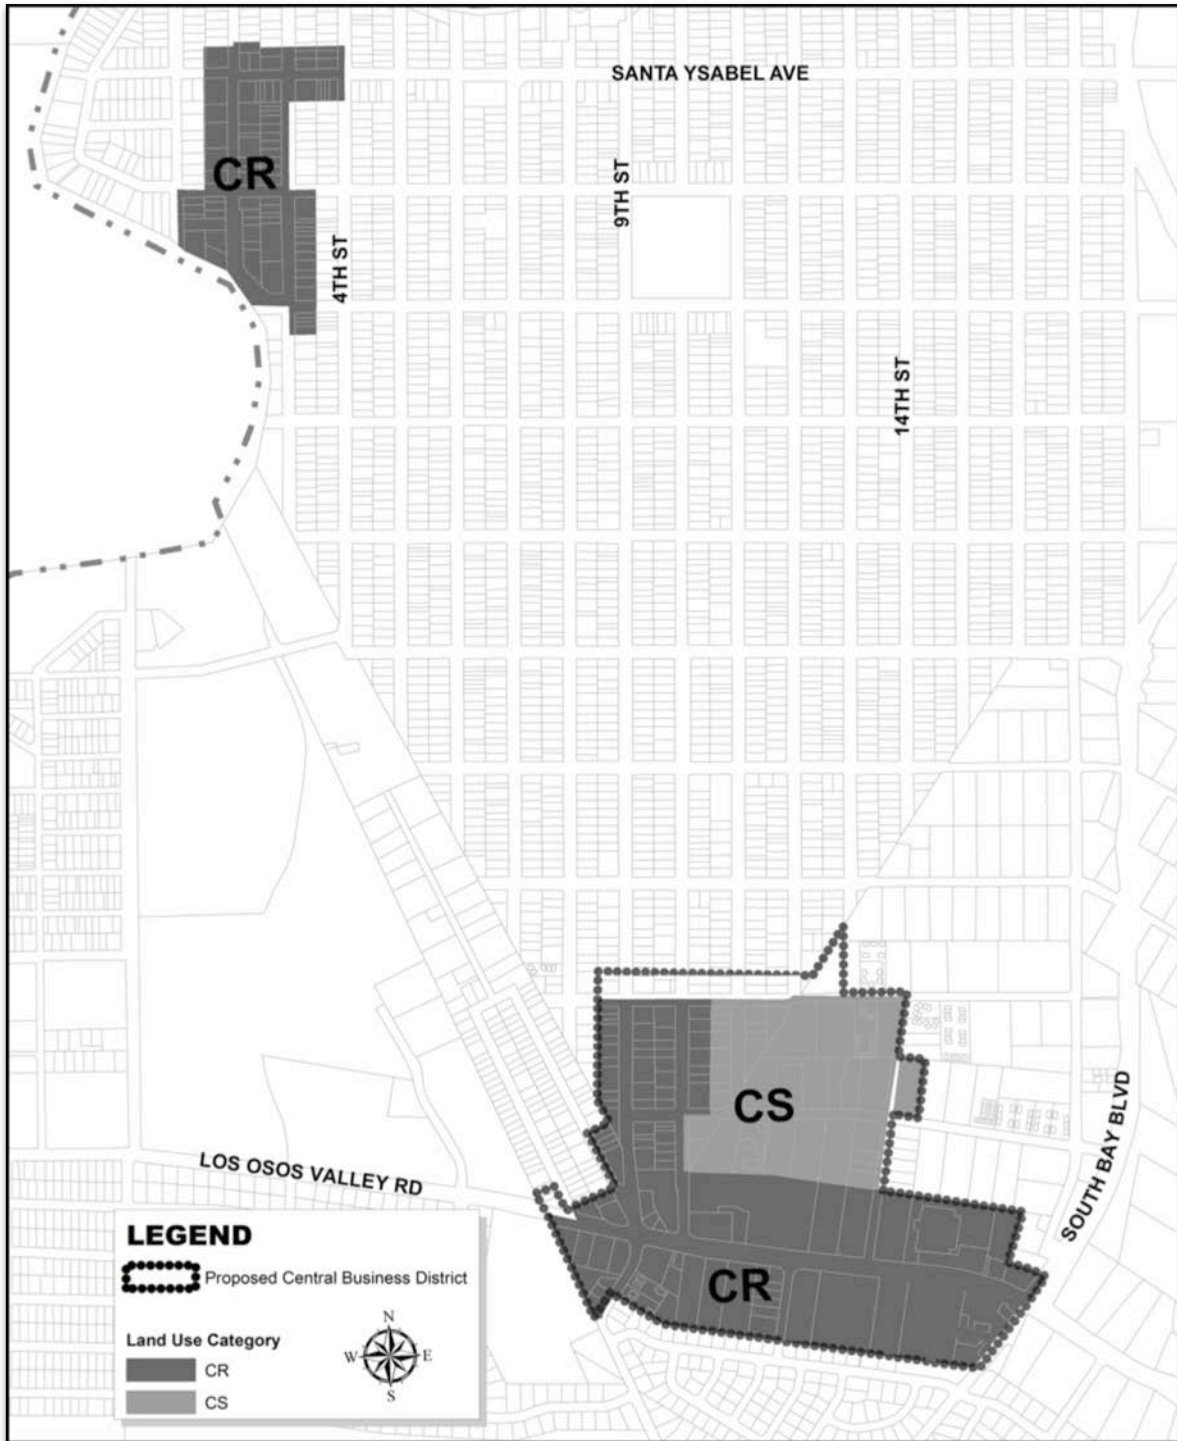 SANTA YSABEL AVE
CR
9TH ST
4TH ST
14TH ST
CS
SOUTH BAY BLVD
LOS OSOS VALLEY RD
CR
LEGEND
Proposed Central Business District
Land Use Category
CR
CS
N
W E
S